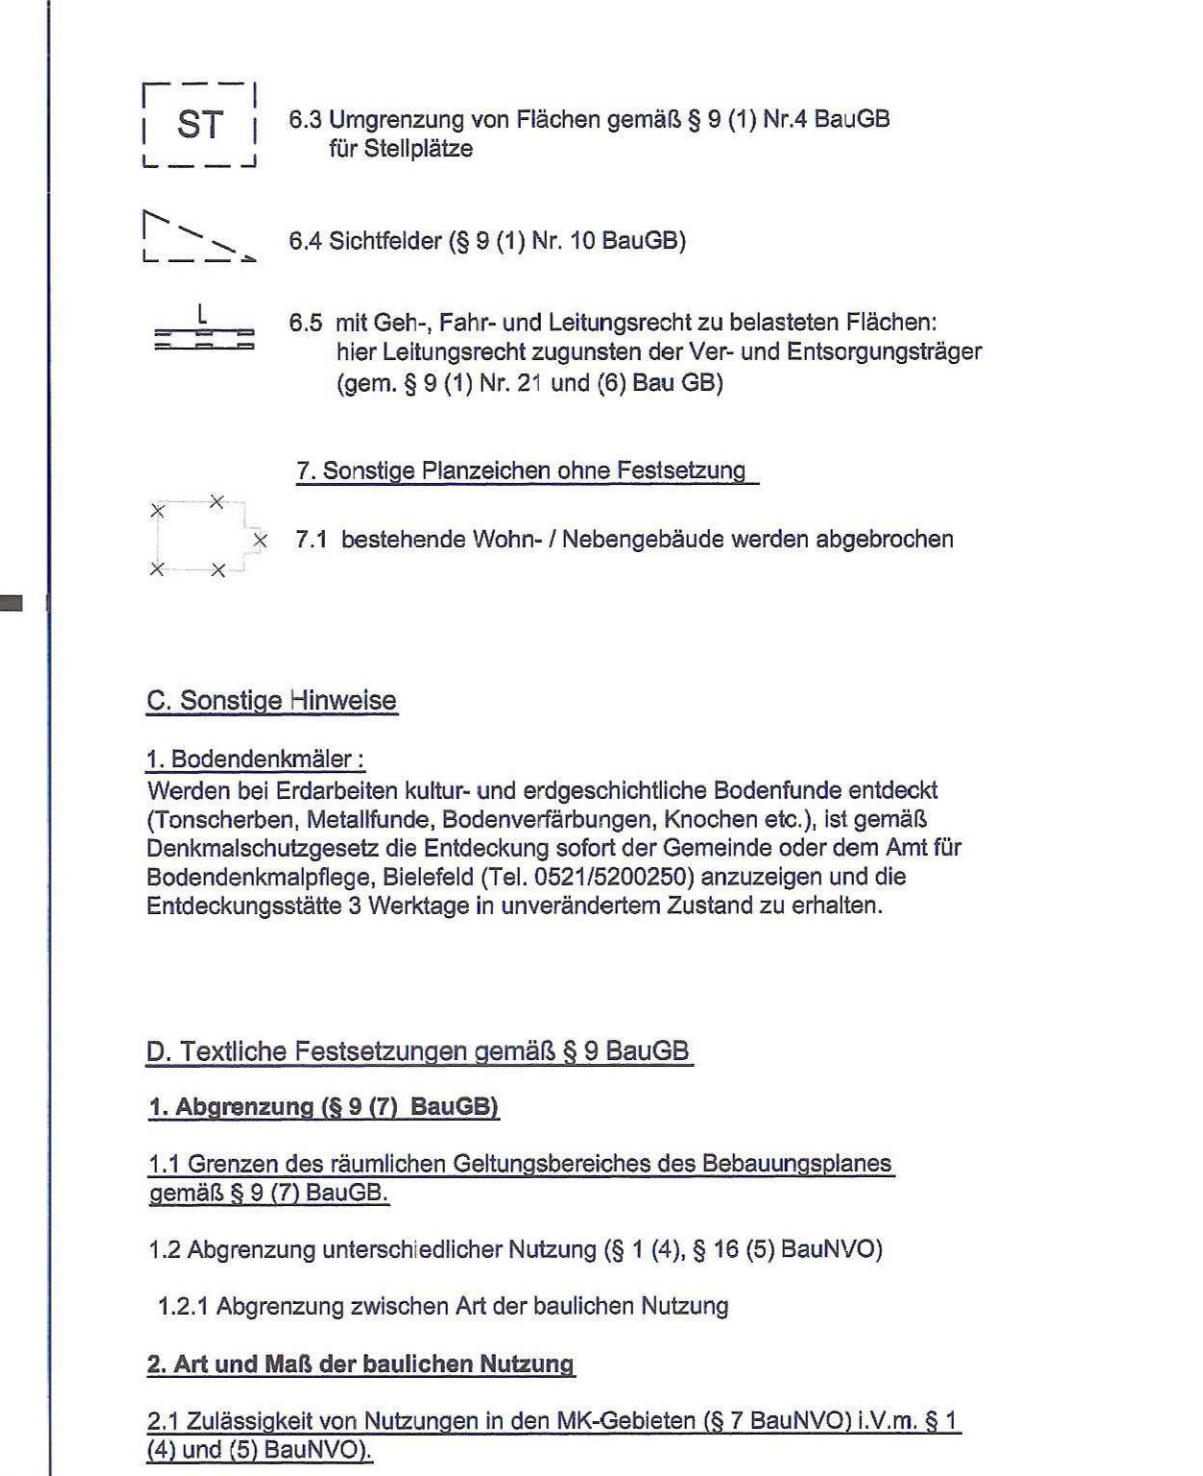 ST
6.3 Umgrenzung von Flächen gemäß § 9 (1) Nr.4 BauGB
für Stellplätze
6.4 Sichtfelder (§ 9 (1) Nr. 10 BauGB)
L
6.5 mit Geh-, Fahr- und Leitungsrecht zu belasteten Flächen:
hier Leitungsrecht zugunsten der Ver- und Entsorgungsträger
(gem. § 9 (1) Nr. 21 und (6) Bau GB)
7. Sonstige Planzeichen ohne Festsetzung
7.1 bestehende Wohn- / Nebengebäude werden abgebrochen
C. Sonstige Hinweise
1. Bodendenkmäler :
Werden bei Erdarbeiten kultur- und erdgeschichtliche Bodenfunde entdeckt
(Tonscherben, Metallfunde, Bodenverfärbungen, Knochen etc.), ist gemäß
Denkmalschutzgesetz die Entdeckung sofort der Gemeinde oder dem Amt für
Bodendenkmalpflege, Bielefeld (Tel. 0521/5200250) anzuzeigen und die
Entdeckungsstätte 3 Werktage in unverändertem Zustand zu erhalten.
D. Textliche Festsetzungen gemäß § 9 BauGB
1. Abgrenzung (§ 9 (7) BauGB)
1.1 Grenzen des räumlichen Geltungsbereiches des Bebauungsplanes
gemäß § 9 (7) BauGB.
1.2 Abgrenzung unterschiedlicher Nutzung (§ 1 (4), § 16 (5) BauNVO)
1.2.1 Abgrenzung zwischen Art der baulichen Nutzung
2. Art und Maß der baulichen Nutzung
2.1 Zulässigkeit von Nutzungen in den MK-Gebieten (§ 7 BauNVO) i.V.m. § 1
(4) und (5) BauNVO).